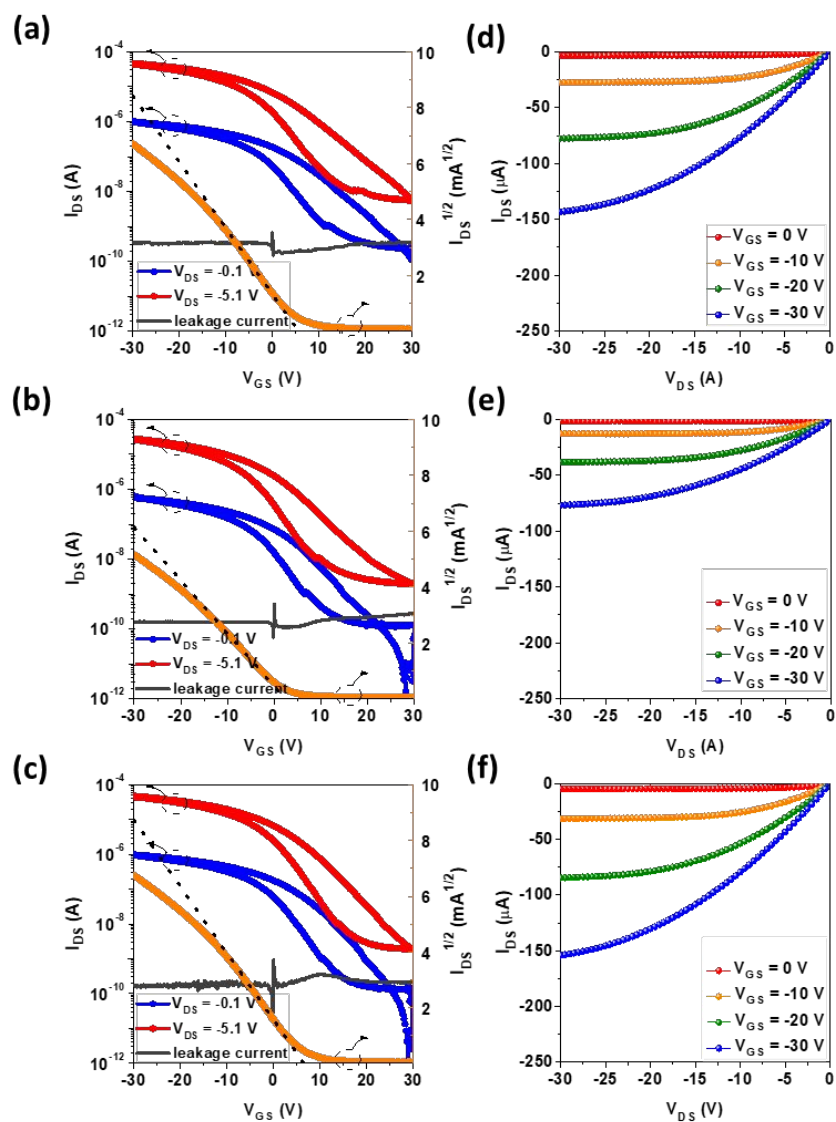 (a)
10⁻⁴
10⁻⁶
10⁻⁸
10⁻¹⁰
10⁻¹²
I_DS (A)
10
8
6
4
2
I_DS^1/2 (mA^1/2)
V_DS = -0.1 V
V_DS = -5.1 V
leakage current
-30 -20 -10 0 10 20 30
V_GS (V)
(d)
0
-50
-100
-150
-200
-250
I_DS (μA)
V_GS = 0 V
V_GS = -10 V
V_GS = -20 V
V_GS = -30 V
-30 -25 -20 -15 -10 -5 0
V_DS (A)
(b)
10⁻⁴
10⁻⁶
10⁻⁸
10⁻¹⁰
10⁻¹²
I_DS (A)
10
8
6
4
2
I_DS^1/2 (mA^1/2)
V_DS = -0.1 V
V_DS = -5.1 V
leakage current
-30 -20 -10 0 10 20 30
V_GS (V)
(e)
0
-50
-100
-150
-200
-250
I_DS (μA)
V_GS = 0 V
V_GS = -10 V
V_GS = -20 V
V_GS = -30 V
-30 -25 -20 -15 -10 -5 0
V_DS (A)
(c)
10⁻⁴
10⁻⁶
10⁻⁸
10⁻¹⁰
10⁻¹²
I_DS (A)
10
8
6
4
2
I_DS^1/2 (mA^1/2)
V_DS = -0.1 V
V_DS = -5.1 V
leakage current
-30 -20 -10 0 10 20 30
V_GS (V)
(f)
0
-50
-100
-150
-200
-250
I_DS (μA)
V_GS = 0 V
V_GS = -10 V
V_GS = -20 V
V_GS = -30 V
-30 -25 -20 -15 -10 -5 0
V_DS (A)